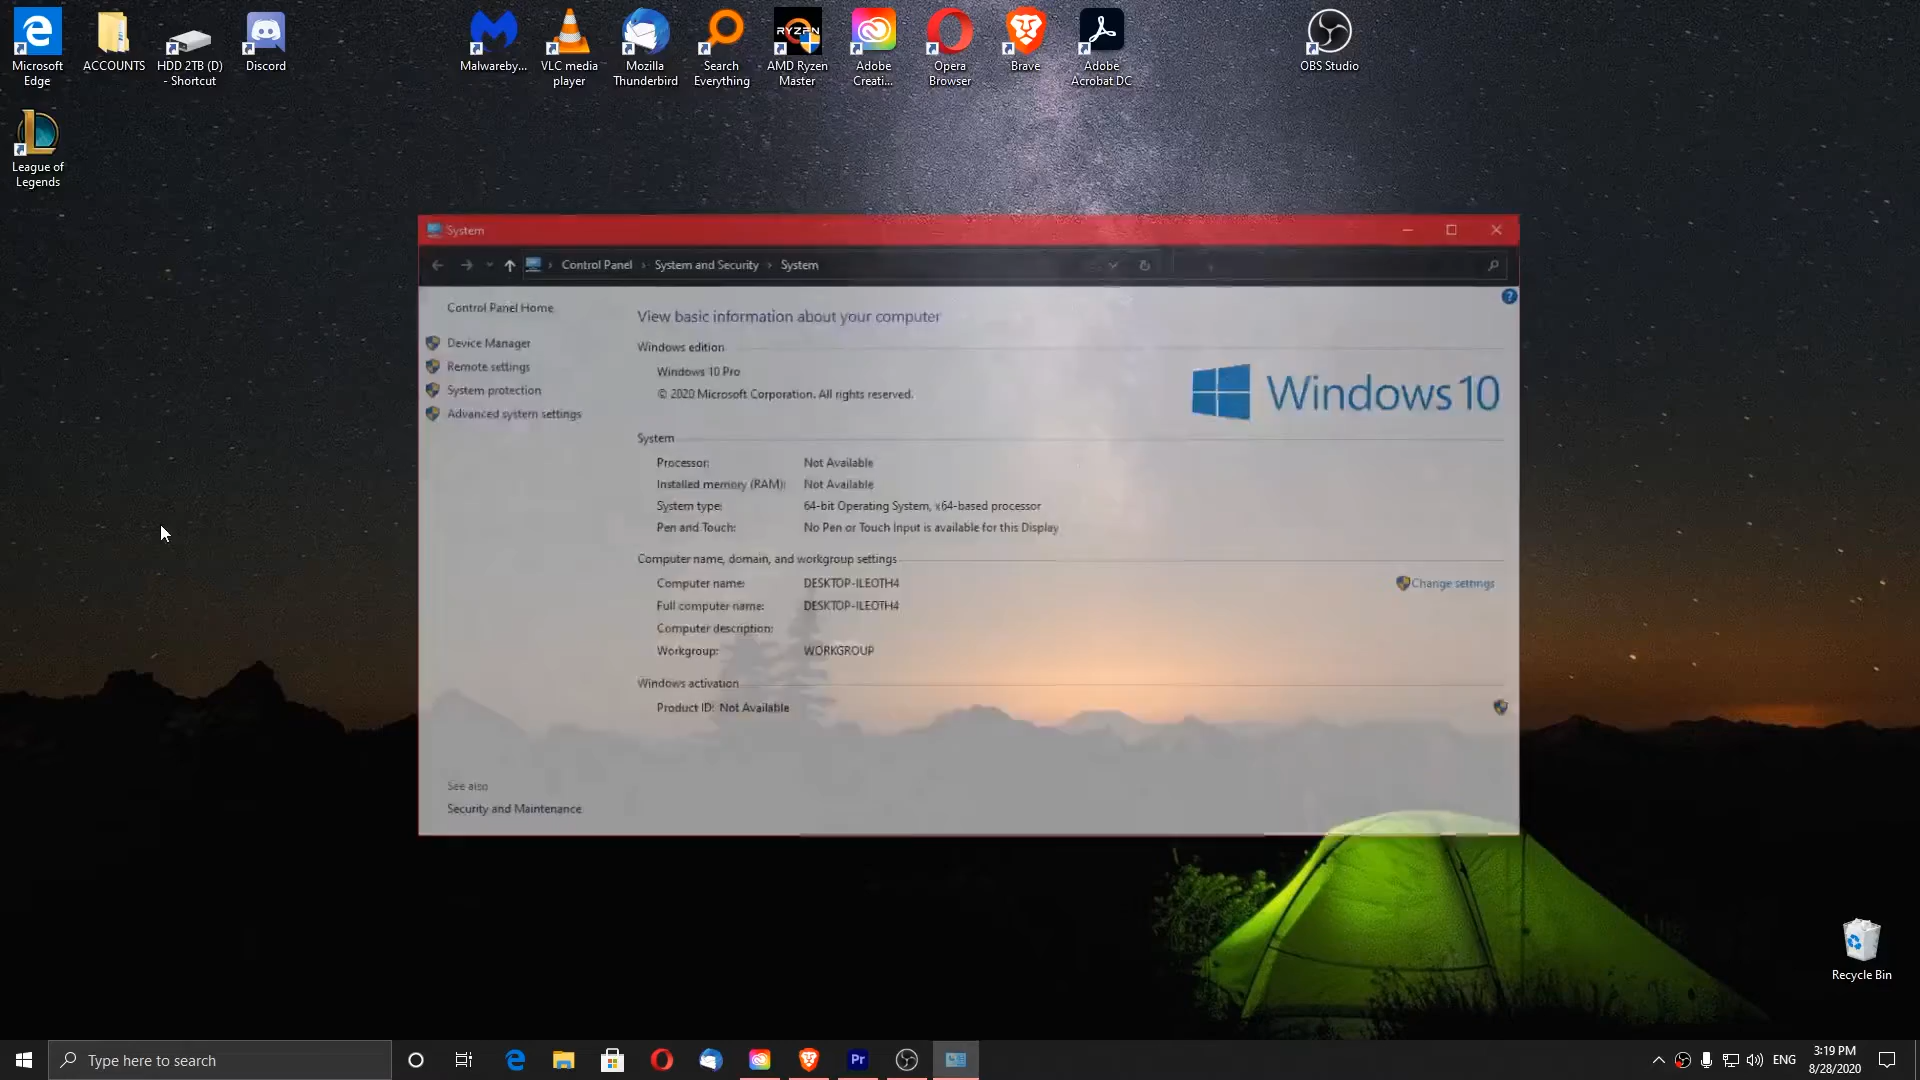 Microsoft Edge
ACCOUNTS
HDD 2TB (D) - Shortcut
Discord
Malwareby...
VLC media player
Mozilla Thunderbird
Search Everything
RYZEN
AMD Ryzen Master
Adobe Creati...
Opera Browser
Brave
Adobe Acrobat DC
OBS Studio
League of Legends
System
Control Panel › System and Security › System
Control Panel Home
Device Manager
Remote settings
System protection
Advanced system settings
See also
Security and Maintenance
View basic information about your computer
Windows edition
Windows 10 Pro
© 2020 Microsoft Corporation. All rights reserved.
Windows 10
System
Processor: Not Available
Installed memory (RAM): Not Available
System type: 64-bit Operating System, x64-based processor
Pen and Touch: No Pen or Touch Input is available for this Display
Computer name, domain, and workgroup settings
Computer name: DESKTOP-ILEOTH4
Change settings
Full computer name: DESKTOP-ILEOTH4
Computer description:
Workgroup: WORKGROUP
Windows activation
Product ID: Not Available
Recycle Bin
Type here to search
Pr
ENG
3:19 PM
8/28/2020